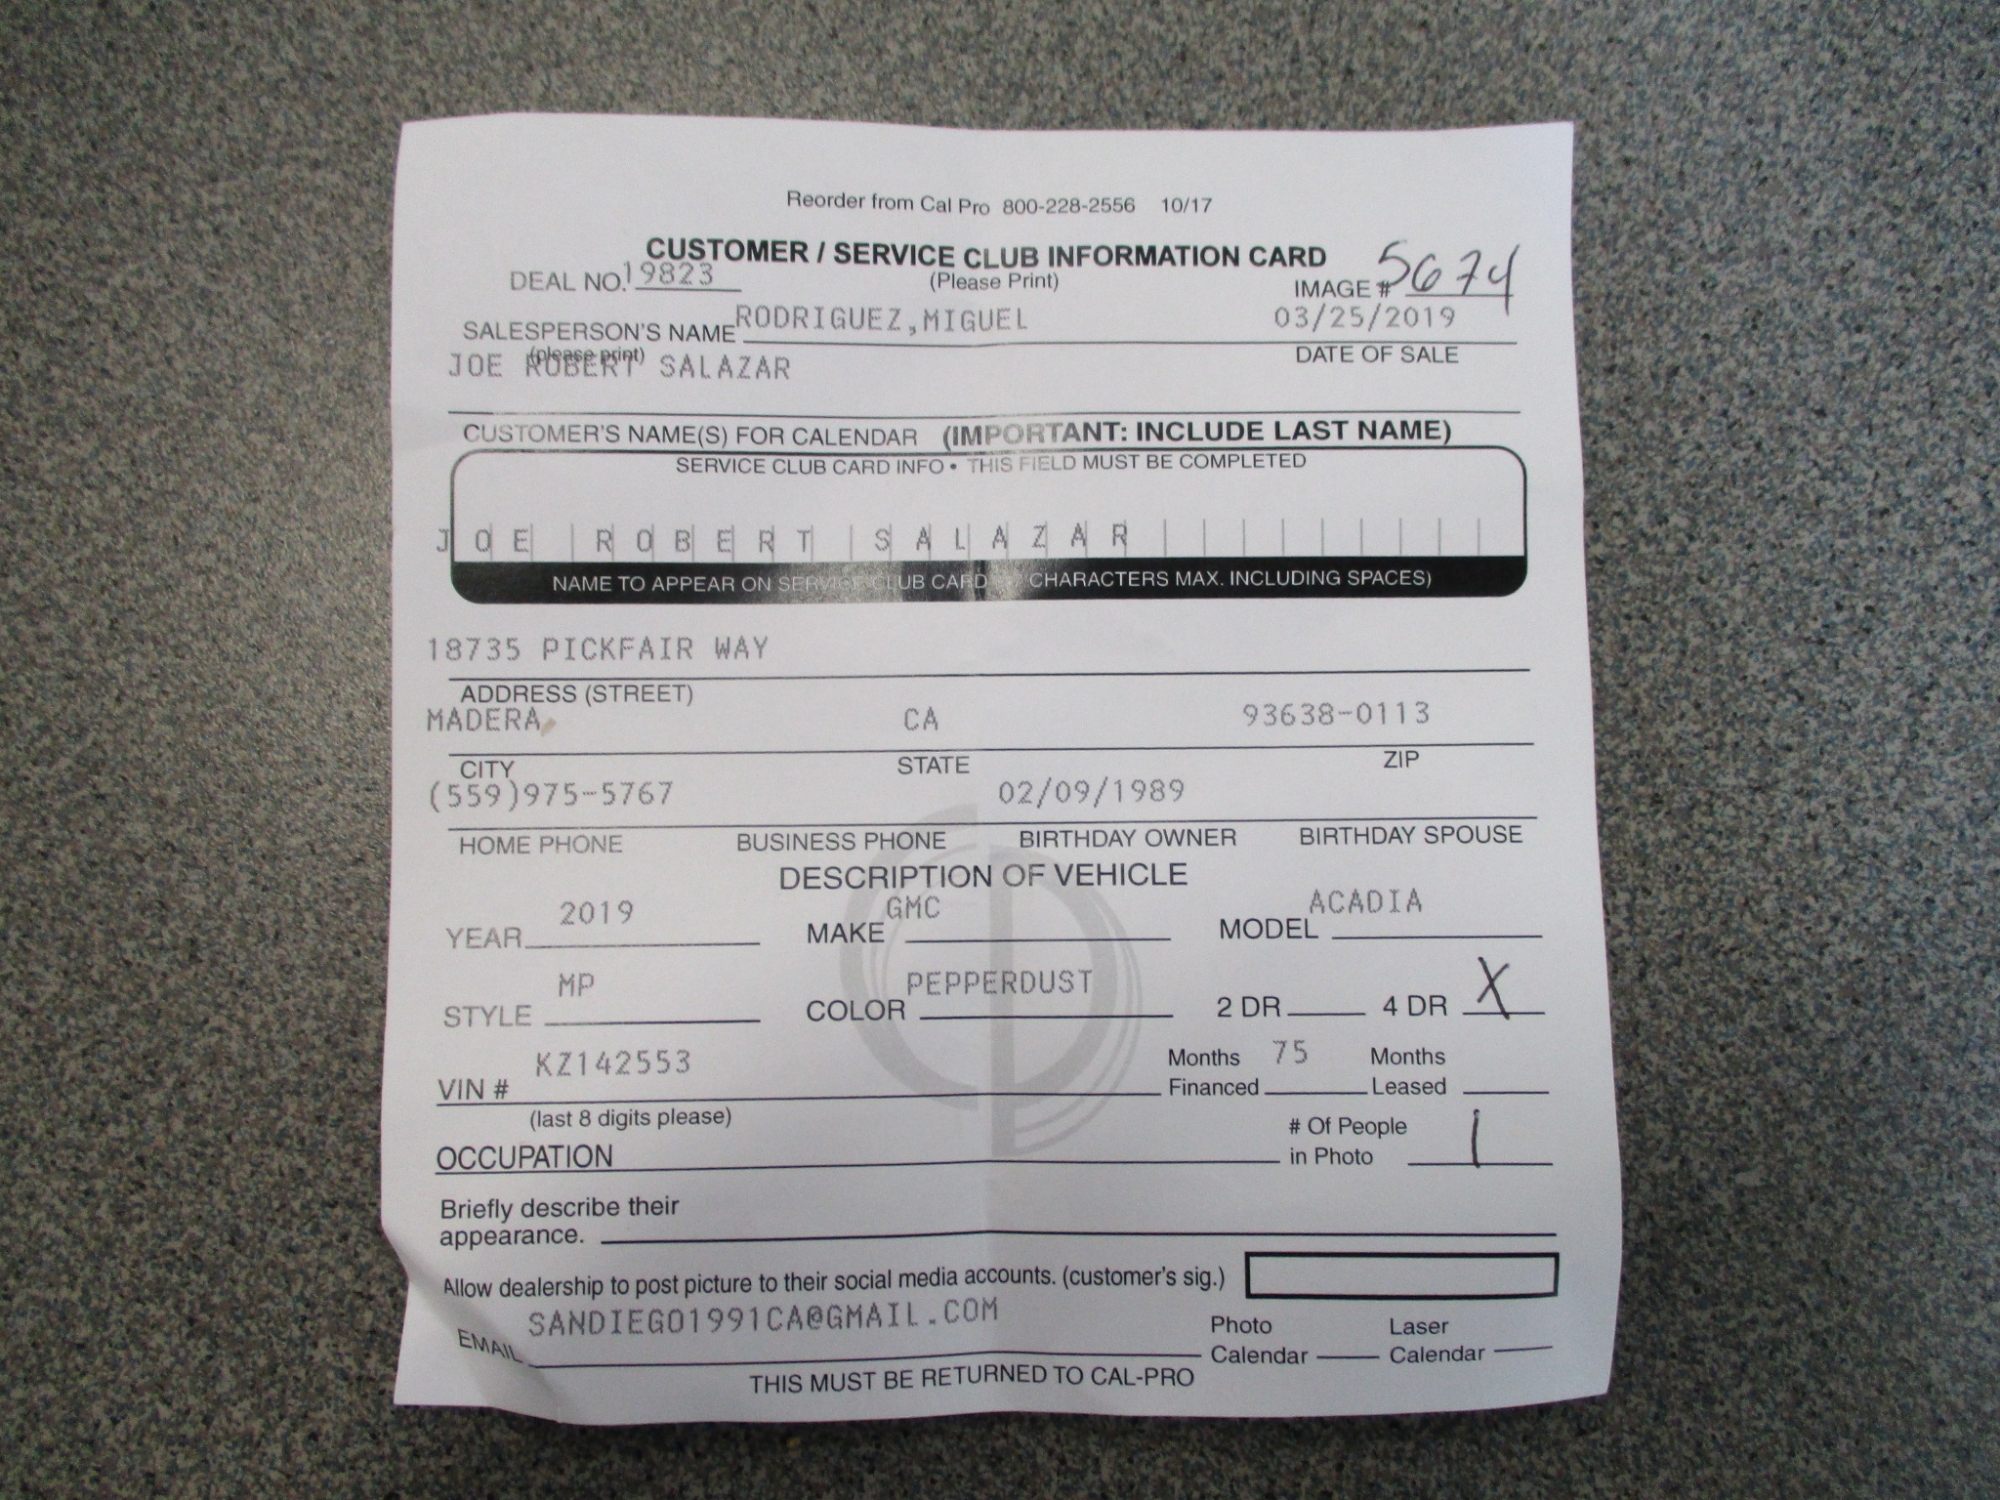 Reorder from Cal Pro 800-228-2556 10/17
CUSTOMER / SERVICE CLUB INFORMATION CARD
DEAL NO. 19823 (Please Print) IMAGE # 5674
SALESPERSON'S NAME RODRIGUEZ,MIGUEL 03/25/2019
(please print) DATE OF SALE
JOE ROBERT SALAZAR
CUSTOMER'S NAME(S) FOR CALENDAR (IMPORTANT: INCLUDE LAST NAME)
SERVICE CLUB CARD INFO • THIS FIELD MUST BE COMPLETED
JOE ROBERT SALAZAR
NAME TO APPEAR ON SERVICE CLUB CARD CHARACTERS MAX. INCLUDING SPACES)
18735 PICKFAIR WAY
ADDRESS (STREET)
MADERA, CA 93638-0113
CITY STATE ZIP
(559)975-5767 02/09/1989
HOME PHONE BUSINESS PHONE BIRTHDAY OWNER BIRTHDAY SPOUSE
DESCRIPTION OF VEHICLE
YEAR 2019 MAKE GMC MODEL ACADIA
STYLE MP COLOR PEPPERDUST 2 DR 4 DR X
VIN # KZ142553 Months Financed 75 Months Leased
(last 8 digits please)
OCCUPATION # Of People in Photo 1
Briefly describe their
appearance.
Allow dealership to post picture to their social media accounts. (customer's sig.)
EMAIL SANDIEGO1991CA@GMAIL.COM Photo Calendar Laser Calendar
THIS MUST BE RETURNED TO CAL-PRO